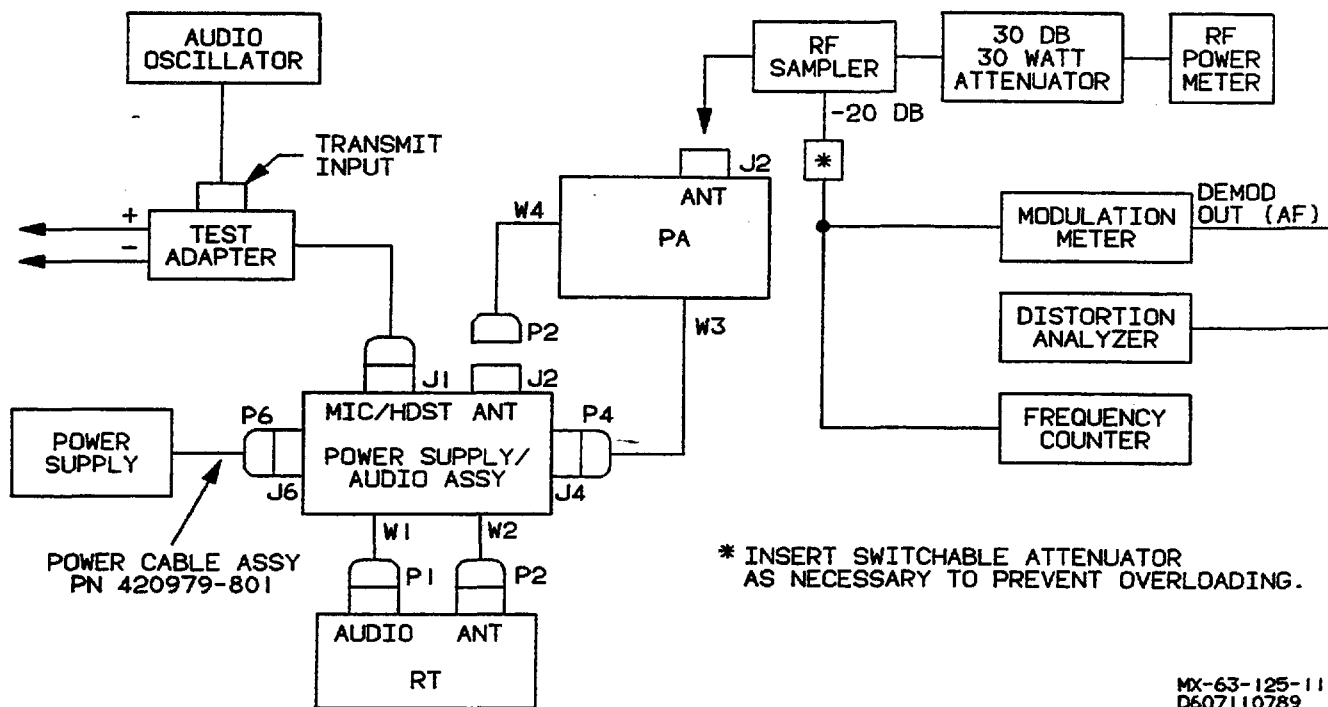 AUDIO
OSCILLATOR
TRANSMIT
INPUT
+
-
TEST
ADAPTER
RF
SAMPLER
30 DB
30 WATT
ATTENUATOR
RF
POWER
METER
-20 DB
*
J2
ANT
PA
W4
W3
P2
MODULATION
METER
DEMOD
OUT (AF)
DISTORTION
ANALYZER
FREQUENCY
COUNTER
J1
J2
MIC/HDST ANT
POWER SUPPLY/
AUDIO ASSY
P6
J6
P4
J4
POWER
SUPPLY
POWER CABLE ASSY
PN 420979-801
W1
W2
P1
P2
AUDIO ANT
RT
* INSERT SWITCHABLE ATTENUATOR
AS NECESSARY TO PREVENT OVERLOADING.
MX-63-125-11
D607110789